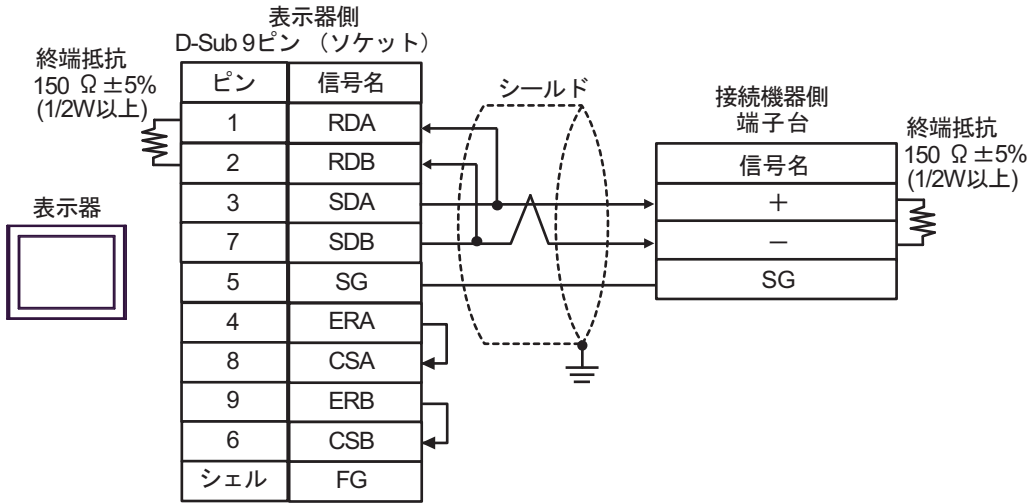 表示器側
D-Sub 9ピン (ソケット)
終端抵抗
150 Ω ±5%
(1/2W以上)
ピン 信号名
1 RDA
2 RDB
3 SDA
7 SDB
5 SG
4 ERA
8 CSA
9 ERB
6 CSB
シェル FG
表示器
シールド
接続機器側
端子台
信号名
+
−
SG
終端抵抗
150 Ω ±5%
(1/2W以上)